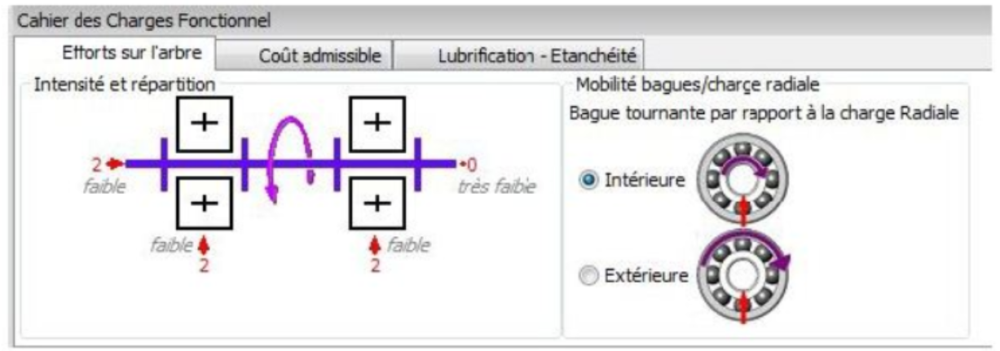 Cahier des Charges Fonctionnel
Efforts sur l'arbre
Coût admissible
Lubrification - Etanchéité
Intensité et répartition
2
faible
0
très faible
faible
2
faible
2
Mobilité bagues/charge radiale
Bague tournante par rapport à la charge Radiale
Intérieure
Extérieure